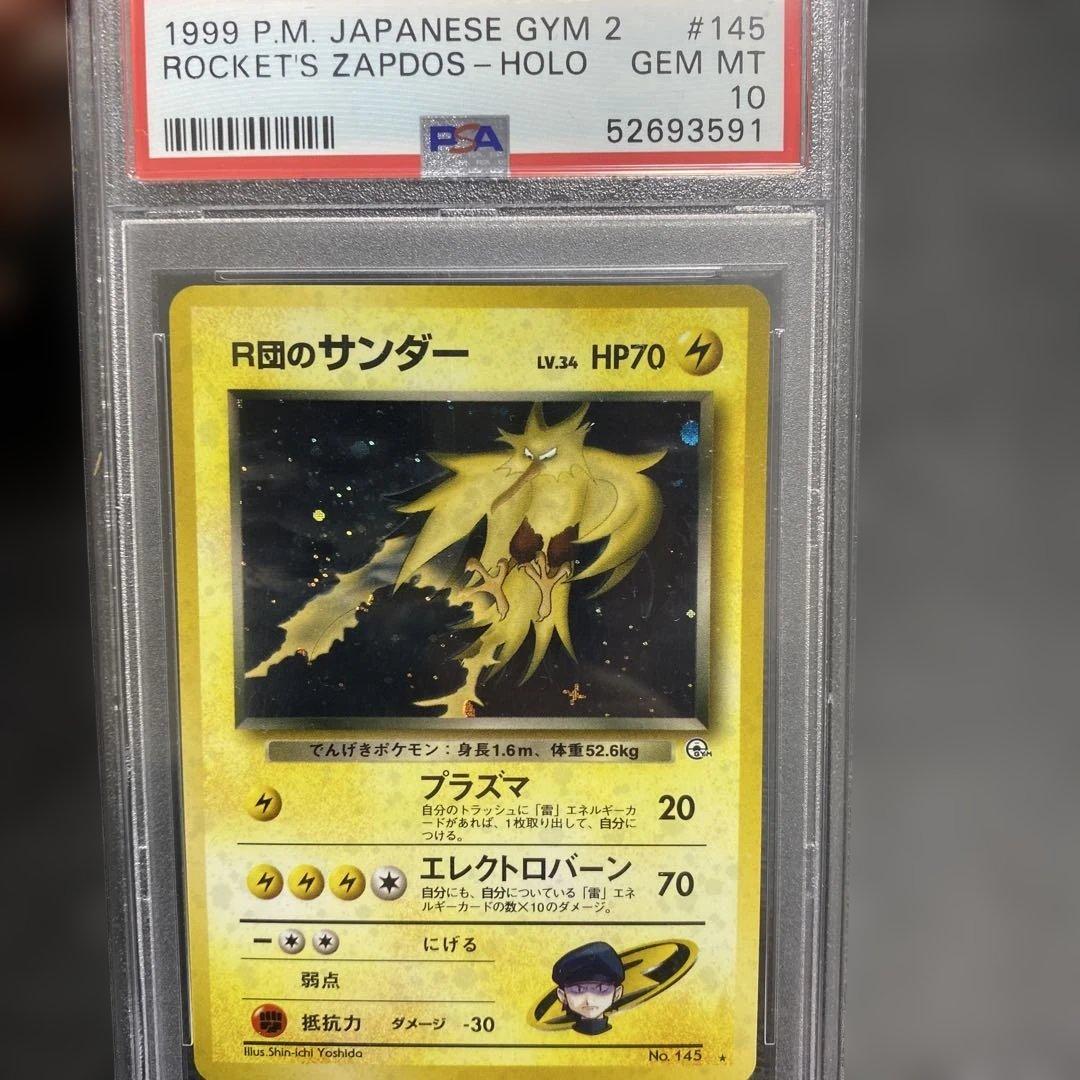 1999 P.M. JAPANESE GYM 2 #145
ROCKET'S ZAPDOS - HOLO GEM MT
10
PSA 52693591
R団のサンダー LV.34 HP70
でんげきポケモン：身長1.6m、体重52.6kg
GYM
プラズマ 20
自分のトラッシュに「雷」エネルギーカ
ードがあれば、1枚取り出して、自分に
つける。
エレクトロバーン 70
自分にも、自分についている「雷」エネ
ルギーカードの数×10のダメージ。
にげる
弱点
抵抗力 ダメージ -30
Illus.Shin-ichi Yoshida No. 145 ★